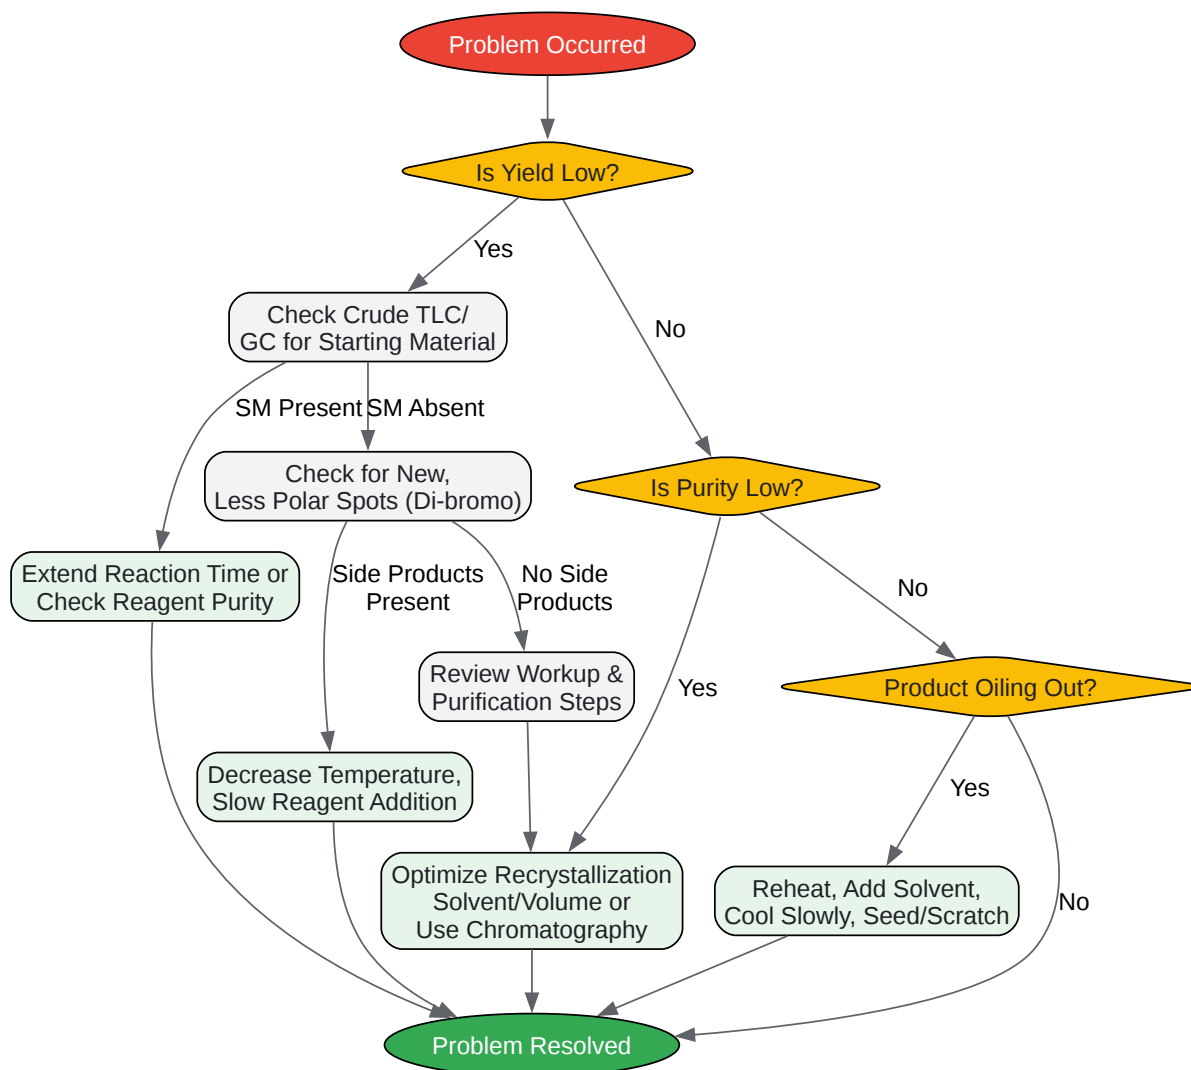 Problem Occurred
Is Yield Low?
Yes
No
Check Crude TLC/
GC for Starting Material
SM Present
SM Absent
Check for New,
Less Polar Spots (Di-bromo)
Is Purity Low?
Extend Reaction Time or
Check Reagent Purity
Side Products
Present
No Side
Products
No
Yes
Review Workup &
Purification Steps
Product Oiling Out?
Decrease Temperature,
Slow Reagent Addition
Yes
No
Optimize Recrystallization
Solvent/Volume or
Use Chromatography
Reheat, Add Solvent,
Cool Slowly, Seed/Scratch
Problem Resolved